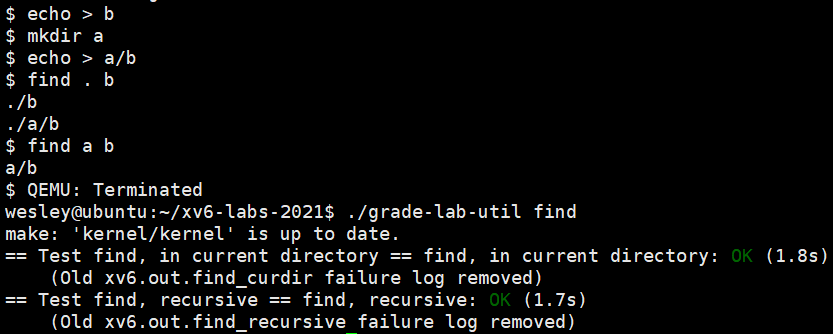 $ echo > b
$ mkdir a
$ echo > a/b
$ find . b
./b
./a/b
$ find a b
a/b
$ QEMU: Terminated
wesley@ubuntu:~/xv6-labs-2021$ ./grade-lab-util find
make: 'kernel/kernel' is up to date.
== Test find, in current directory == find, in current directory: OK (1.8s)
    (Old xv6.out.find_curdir failure log removed)
== Test find, recursive == find, recursive: OK (1.7s)
    (Old xv6.out.find_recursive_failure log removed)